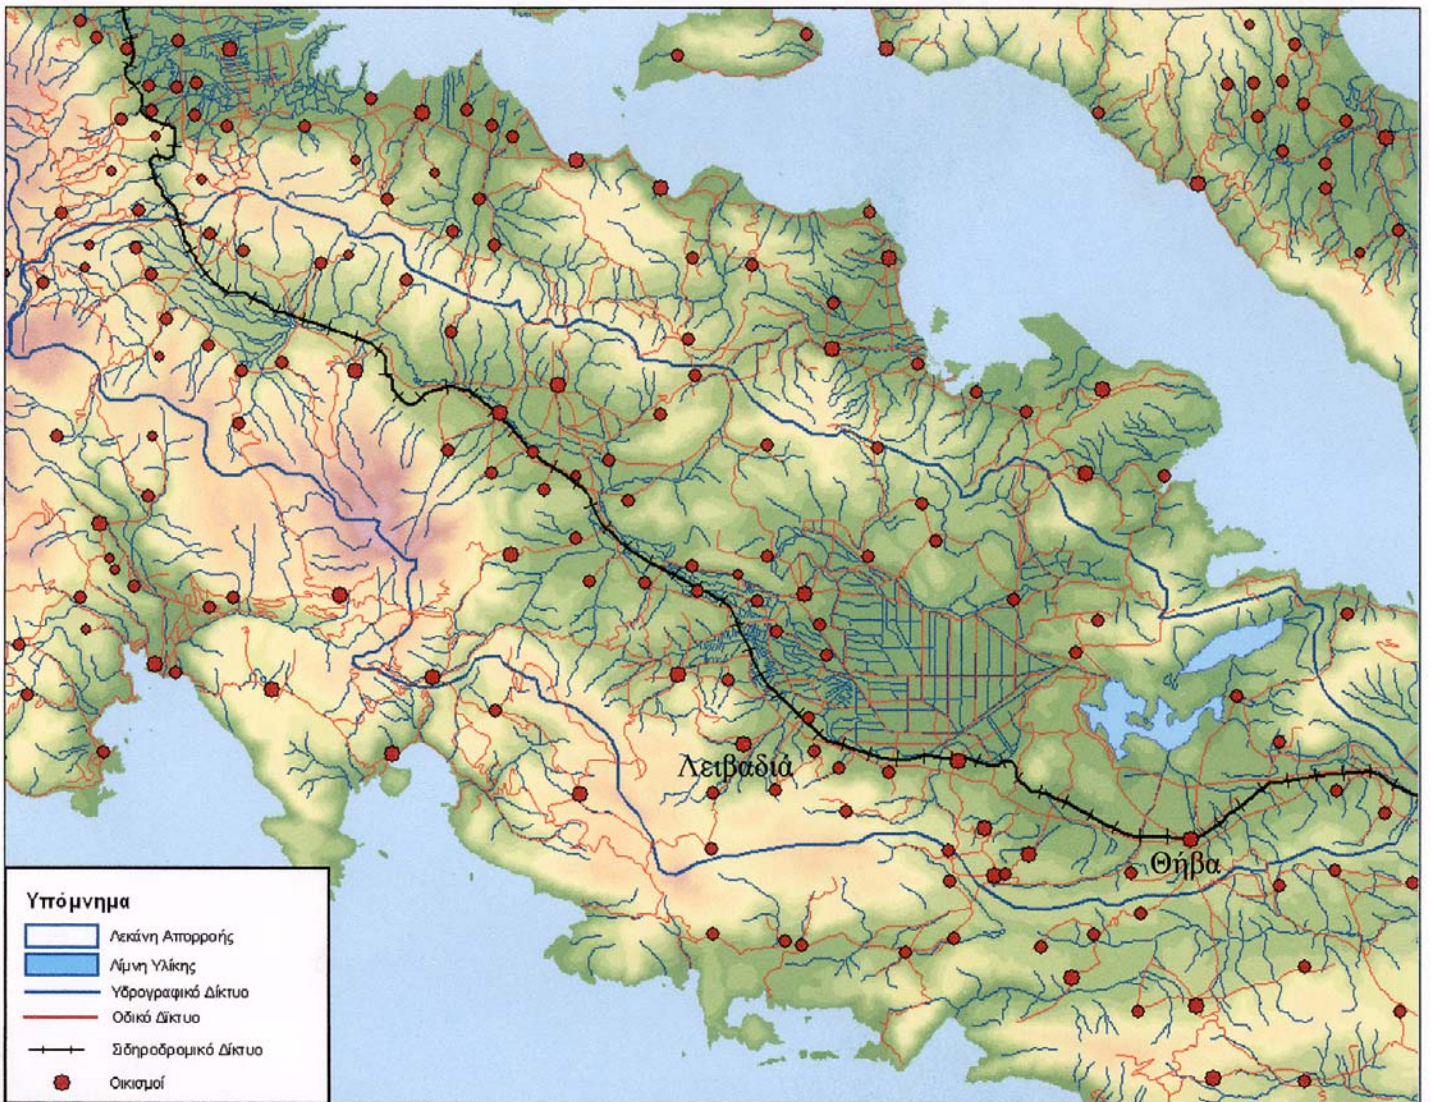 Λειβαδιά
Θήβα
Υπόμνημα
Λεκάνη Απορροής
Λίμνη Υλίκης
Υδρογραφικό Δίκτυο
Οδικό Δίκτυο
Σιδηροδρομικό Δίκτυο
Οικισμοί